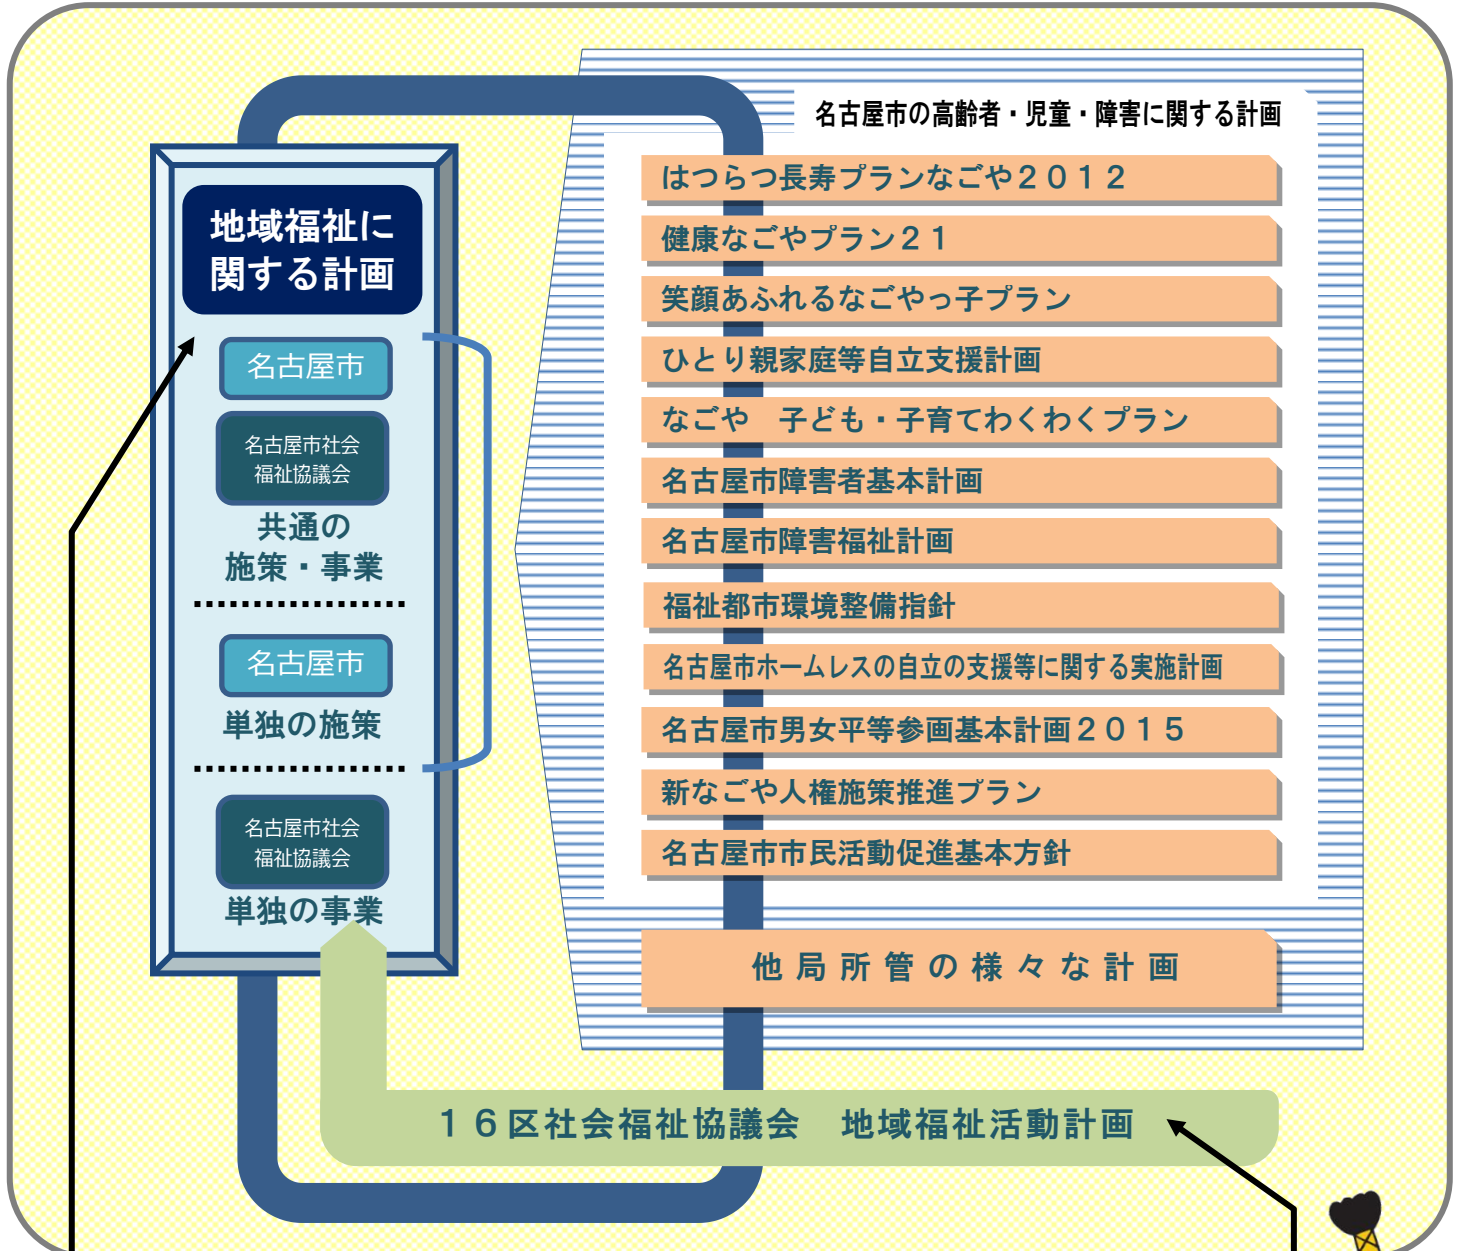 地域福祉に
関する計画
名古屋市
名古屋市社会
福祉協議会
共通の
施策・事業
名古屋市
単独の施策
名古屋市社会
福祉協議会
単独の事業
名古屋市の高齢者・児童・障害に関する計画
はつらつ長寿プランなごや２０１２
健康なごやプラン２１
笑顔あふれるなごやっ子プラン
ひとり親家庭等自立支援計画
なごや　子ども・子育てわくわくプラン
名古屋市障害者基本計画
名古屋市障害福祉計画
福祉都市環境整備指針
名古屋市ホームレスの自立の支援等に関する実施計画
名古屋市男女平等参画基本計画２０１５
新なごや人権施策推進プラン
名古屋市市民活動促進基本方針
他局所管の様々な計画
１６区社会福祉協議会　地域福祉活動計画